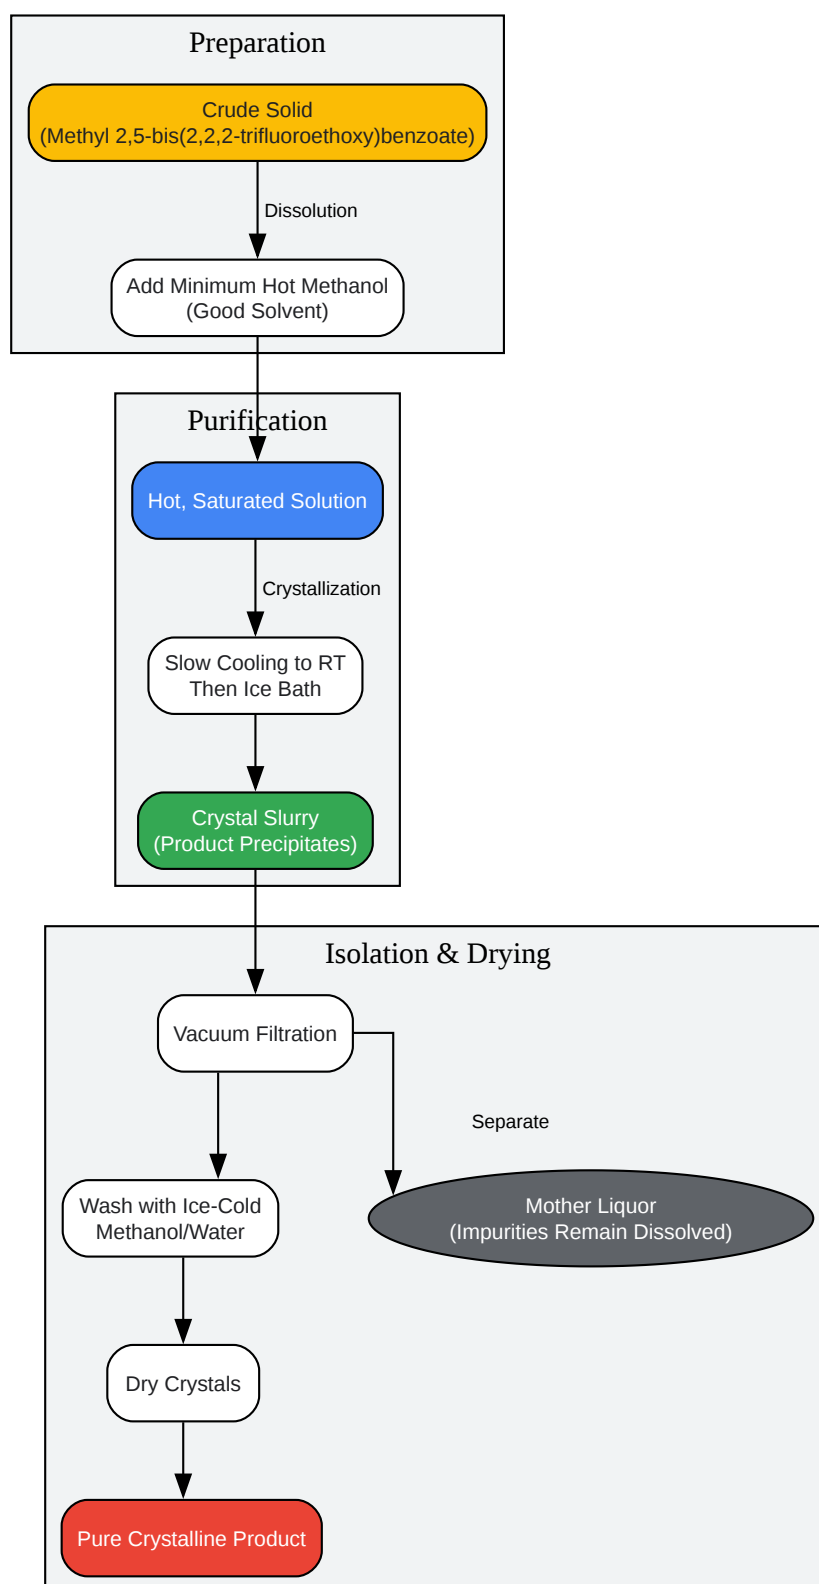 Preparation
Crude Solid
(Methyl 2,5-bis(2,2,2-trifluoroethoxy)benzoate)
Dissolution
Add Minimum Hot Methanol
(Good Solvent)
Purification
Hot, Saturated Solution
Crystallization
Slow Cooling to RT
Then Ice Bath
Crystal Slurry
(Product Precipitates)
Isolation & Drying
Vacuum Filtration
Separate
Wash with Ice-Cold
Methanol/Water
Mother Liquor
(Impurities Remain Dissolved)
Dry Crystals
Pure Crystalline Product